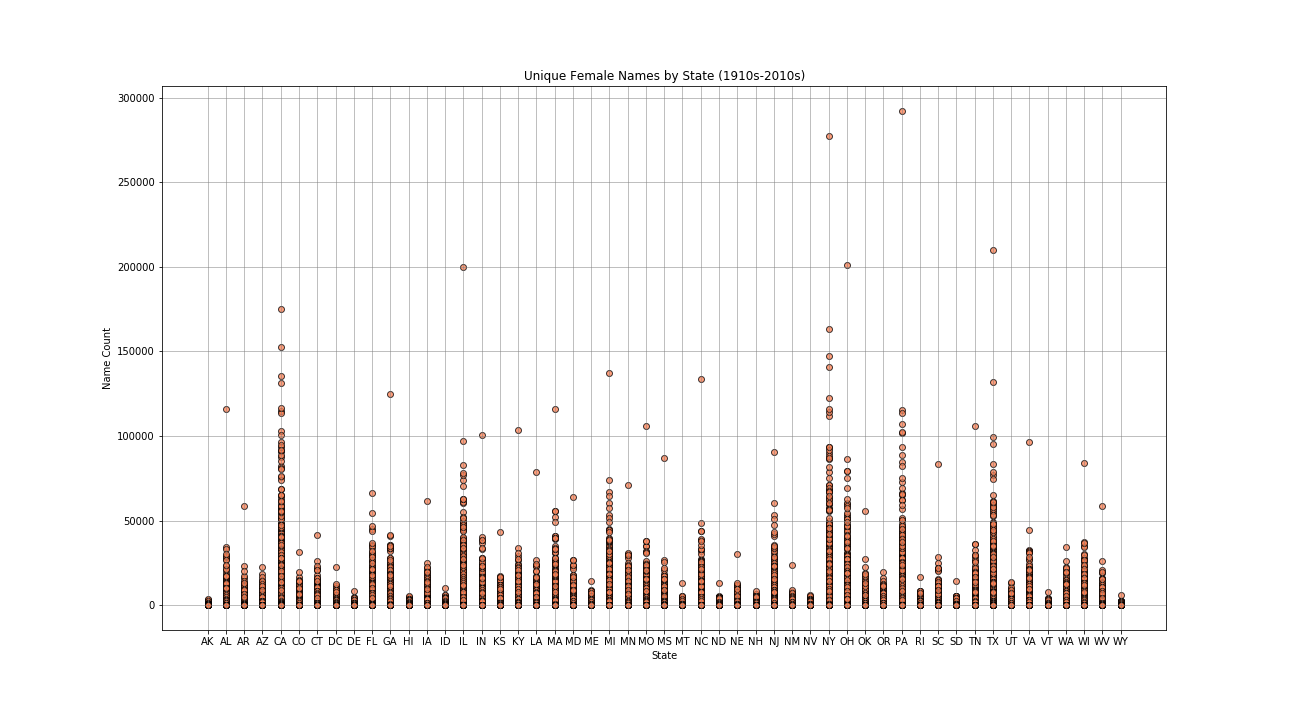 Unique Female Names by State (1910s-2010s)
300000
250000
200000
150000
100000
50000
0
Name Count
AK AL AR AZ CA CO CT DC DE FL GA HI IA ID IL IN KS KY LA MA MD ME MI MN MO MS MT NC ND NE NH NJ NM NV NY OH OK OR PA RI SC SD TN TX UT VA VT WA WI WV WY
State